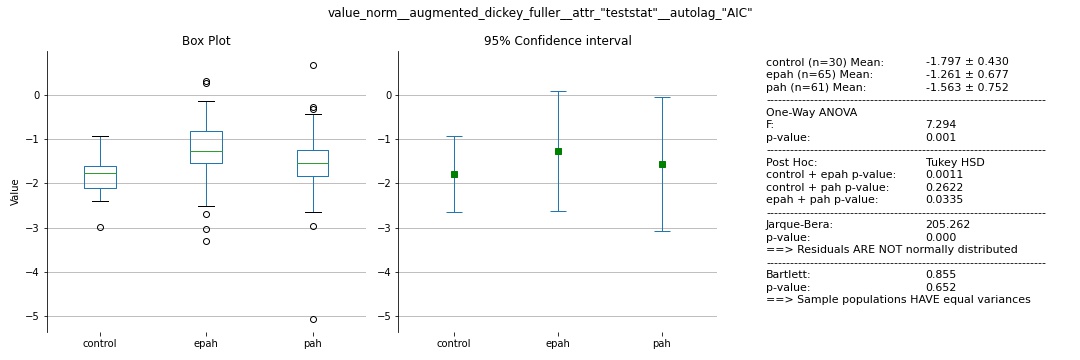 value_norm__augmented_dickey_fuller__attr_"teststat"__autolag_"AIC"
Box Plot
95% Confidence interval
Value
0
−1
−2
−3
−4
−5
control
epah
pah
0
−1
−2
−3
−4
−5
control
epah
pah
control (n=30) Mean: -1.797 ± 0.430
epah (n=65) Mean: -1.261 ± 0.677
pah (n=61) Mean: -1.563 ± 0.752
One-Way ANOVA
F: 7.294
p-value: 0.001
Post Hoc: Tukey HSD
control + epah p-value: 0.0011
control + pah p-value: 0.2622
epah + pah p-value: 0.0335
Jarque-Bera: 205.262
p-value: 0.000
==> Residuals ARE NOT normally distributed
Bartlett: 0.855
p-value: 0.652
==> Sample populations HAVE equal variances